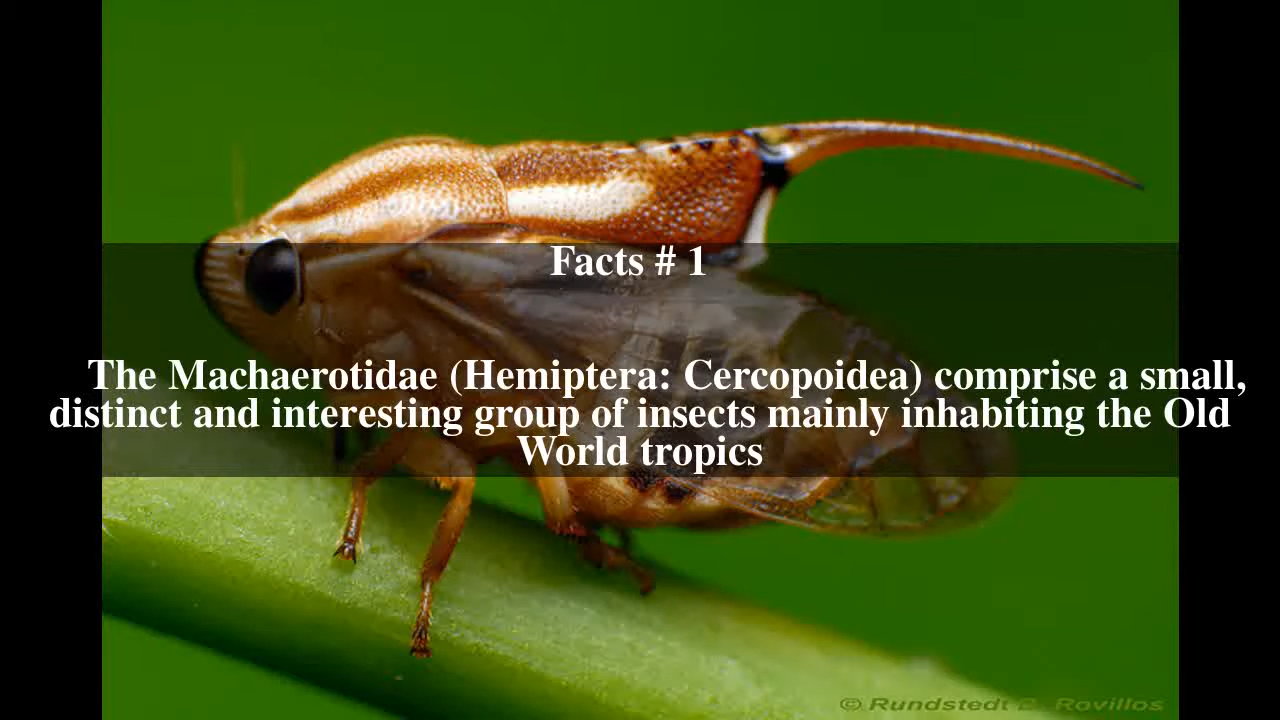 Facts # 1
The Machaerotidae (Hemiptera: Cercopoidea) comprise a small,
distinct and interesting group of insects mainly inhabiting the Old
World tropics
© Rundstedt B. Rovillos